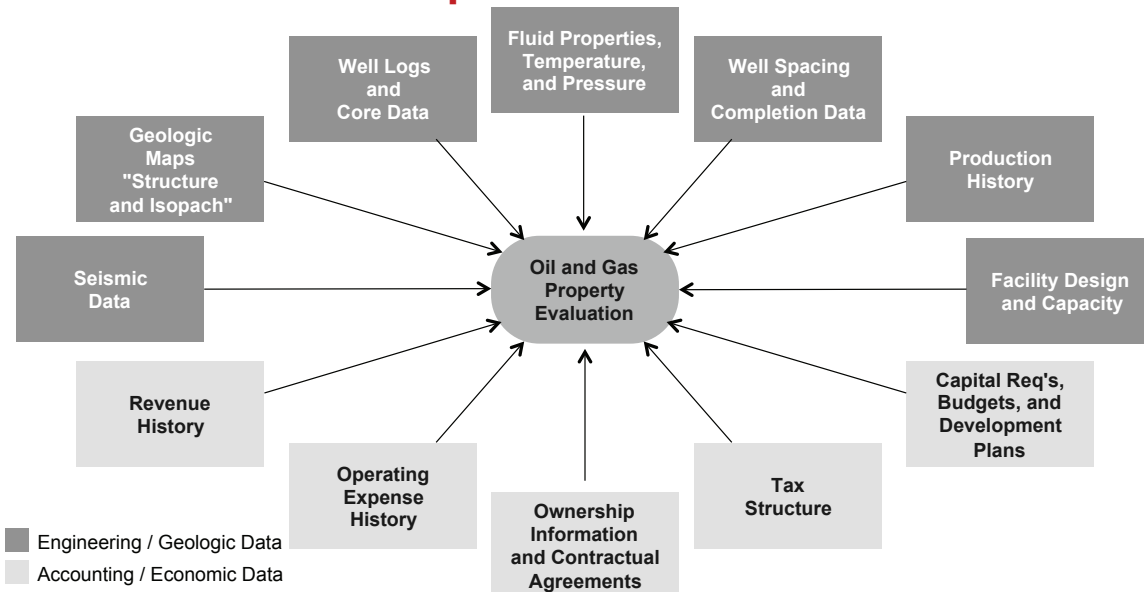 Fluid Properties,
Temperature,
and Pressure
Well Logs
and
Core Data
Well Spacing
and
Completion Data
Geologic
Maps
"Structure
and Isopach"
Production
History
Seismic
Data
Oil and Gas
Property
Evaluation
Facility Design
and Capacity
Revenue
History
Capital Req's,
Budgets, and
Development
Plans
Operating
Expense
History
Tax
Structure
Ownership
Information
and Contractual
Agreements
Engineering / Geologic Data
Accounting / Economic Data